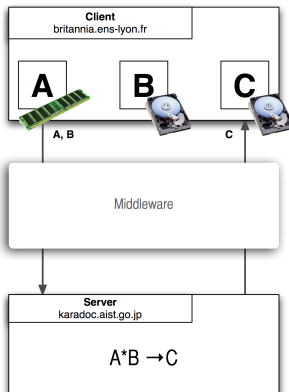 Client
britannia.ens-lyon.fr
A B C
A, B C
Middleware
Server
karadoc.aist.go.jp
A*B →C